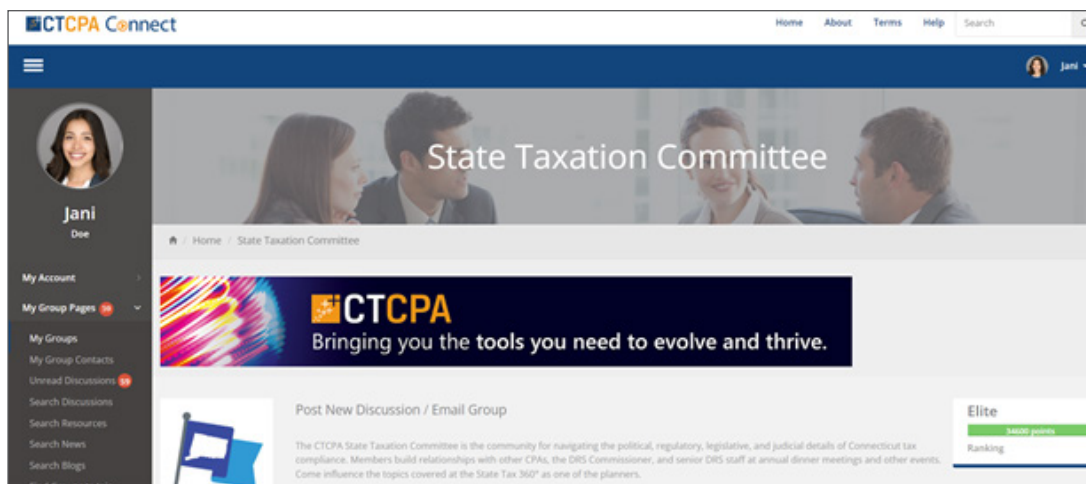 CTCPA Connect
Home About Terms Help Search
Jani
State Taxation Committee
Jani
Doe
/ Home / State Taxation Committee
My Account
My Group Pages
My Groups
My Group Contacts
Unread Discussions 59
Search Discussions
Search Resources
Search News
Search Blogs
CTCPA
Bringing you the tools you need to evolve and thrive.
Post New Discussion / Email Group
The CTCPA State Taxation Committee is the community for navigating the political, regulatory, legislative, and judicial details of Connecticut tax
compliance. Members build relationships with other CPAs, the DRS Commissioner, and senior DRS staff at annual dinner meetings and other events.
Come influence the topics covered at the State Tax 360° as one of the planners.
Elite
34600 points
Ranking